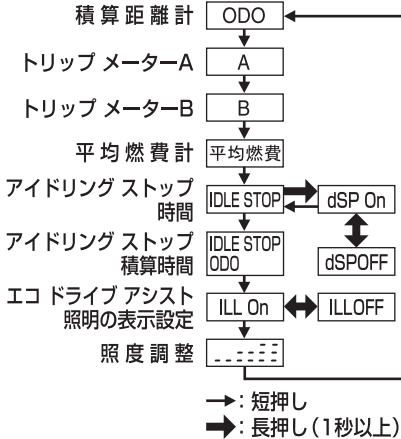 積算距離計 ODO
トリップ メーターA A
トリップ メーターB B
平均燃費計 平均燃費
アイドリング ストップ
時間 IDLE STOP dSP On
アイドリング ストップ
積算時間 IDLE STOP
ODO dSPOFF
エコ ドライブ アシスト
照明の表示設定 ILL On ILLOFF
照度調整
:短押し
:長押し(1秒以上)